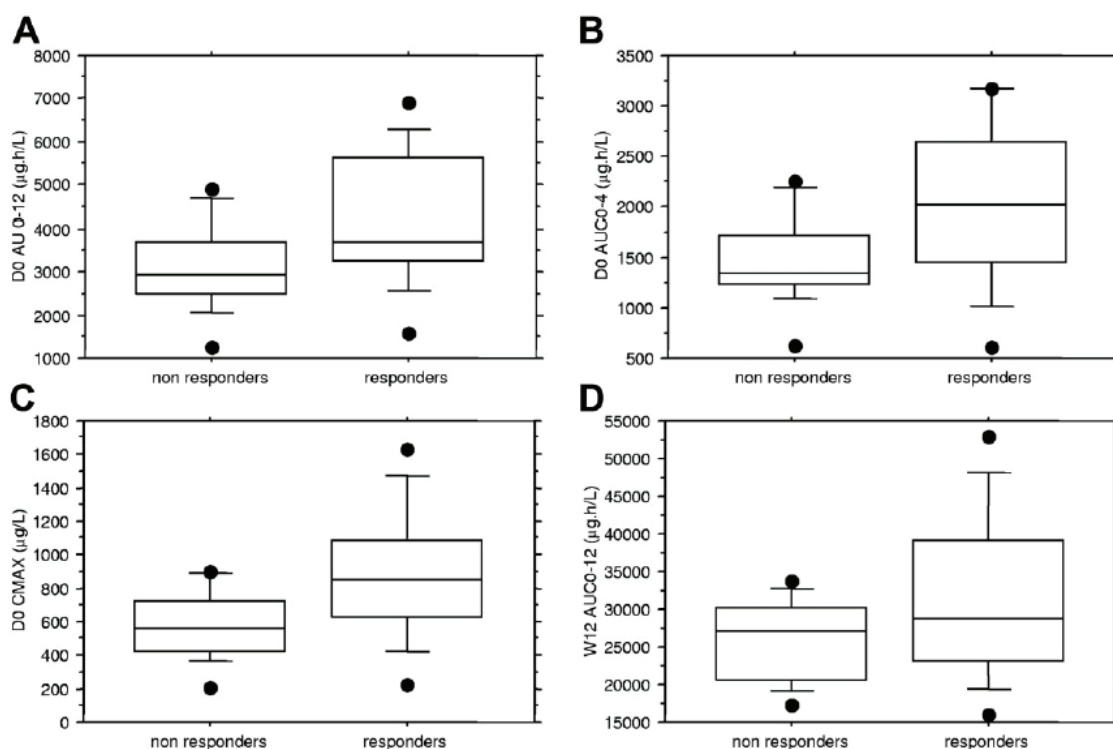 A
D0 AU 0-12 (µg.h/L)
8000
7000
6000
5000
4000
3000
2000
1000
non responders
responders
B
D0 AUC0-4 (µg.h/L)
3500
3000
2500
2000
1500
1000
500
non responders
responders
C
D0 CMAX (µg/L)
1800
1600
1400
1200
1000
800
600
400
200
0
non responders
responders
D
W12 AUC0-12 (µg.h/L)
55000
50000
45000
40000
35000
30000
25000
20000
15000
non responders
responders